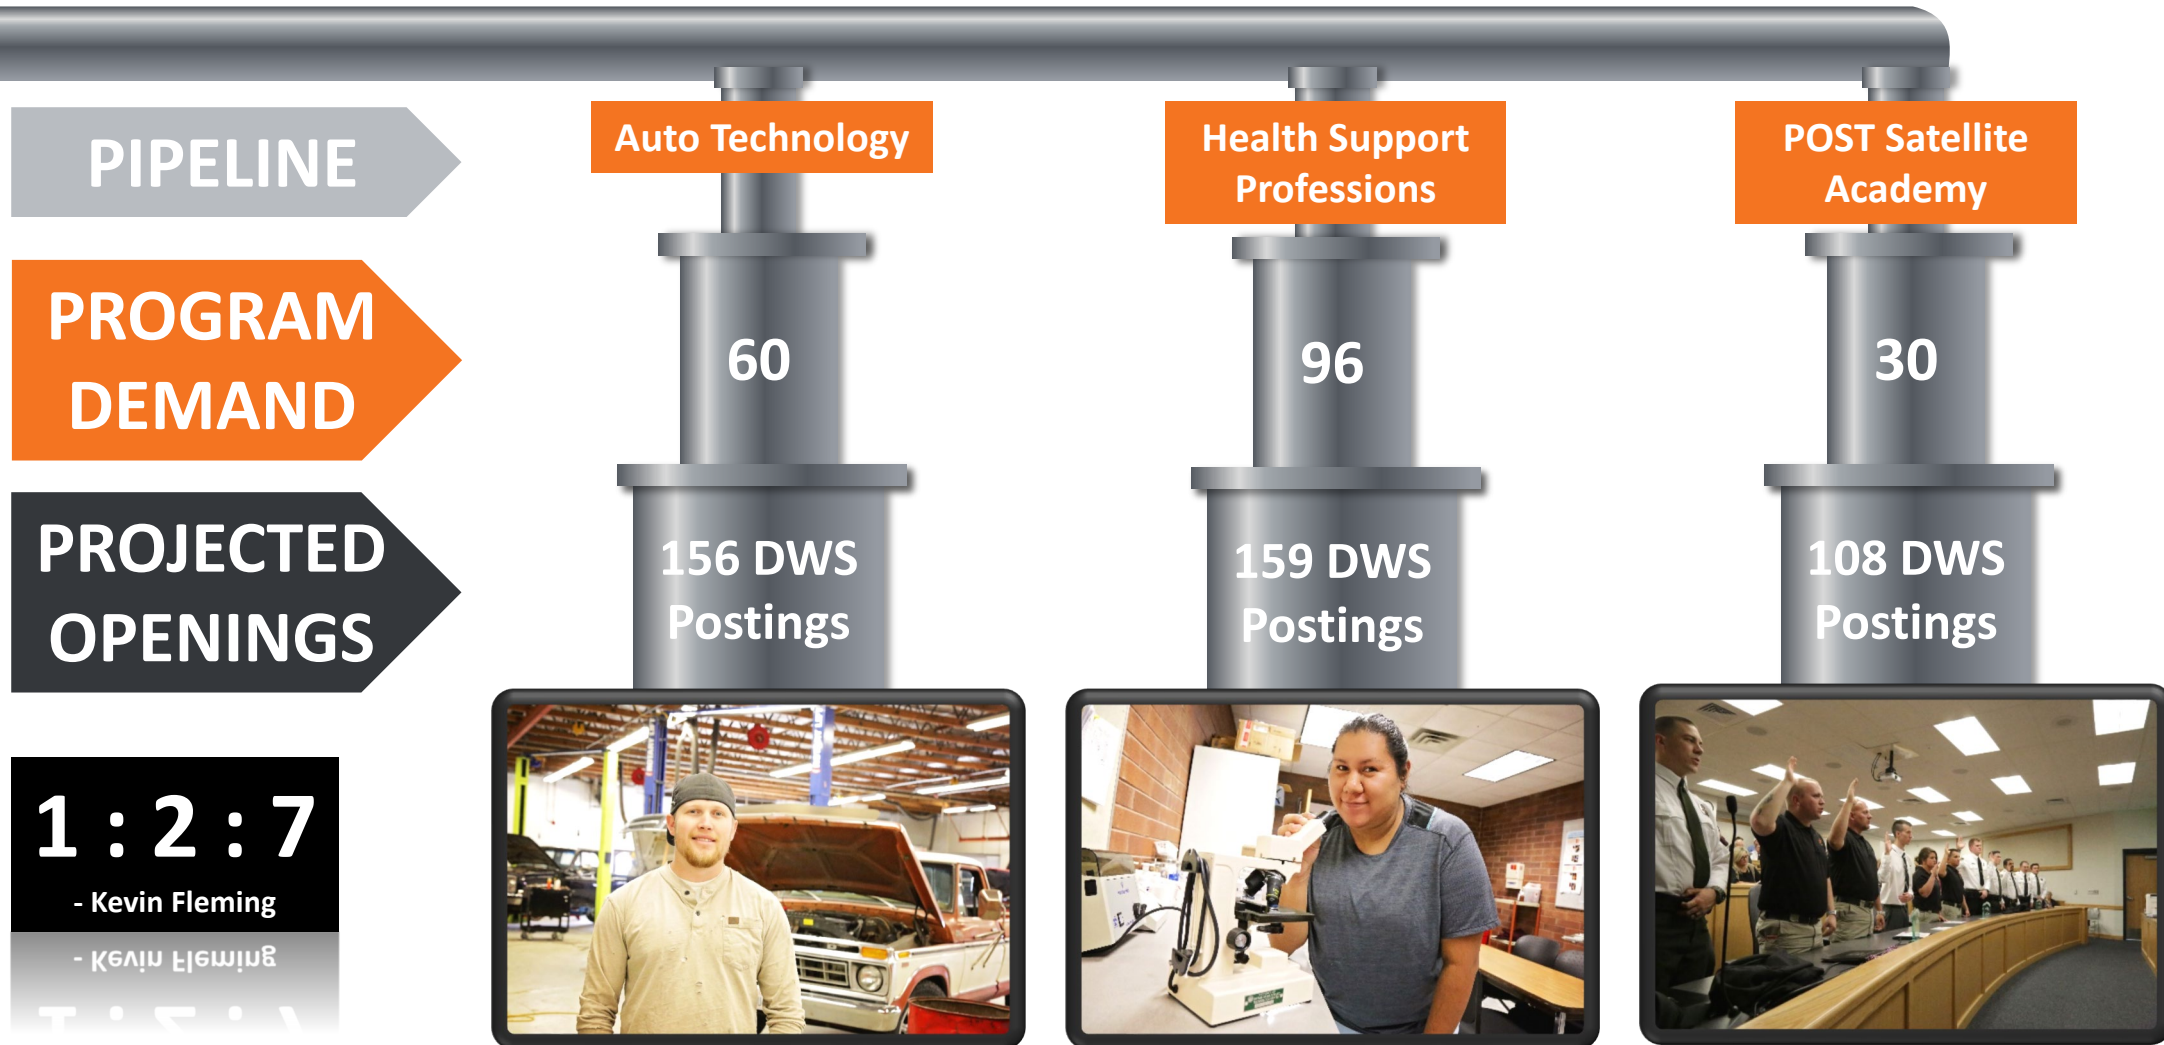 PIPELINE
Auto Technology
Health Support
Professions
POST Satellite
Academy
PROGRAM
DEMAND
60
96
30
PROJECTED
OPENINGS
156 DWS
Postings
159 DWS
Postings
108 DWS
Postings
1 : 2 : 7
- Kevin Fleming